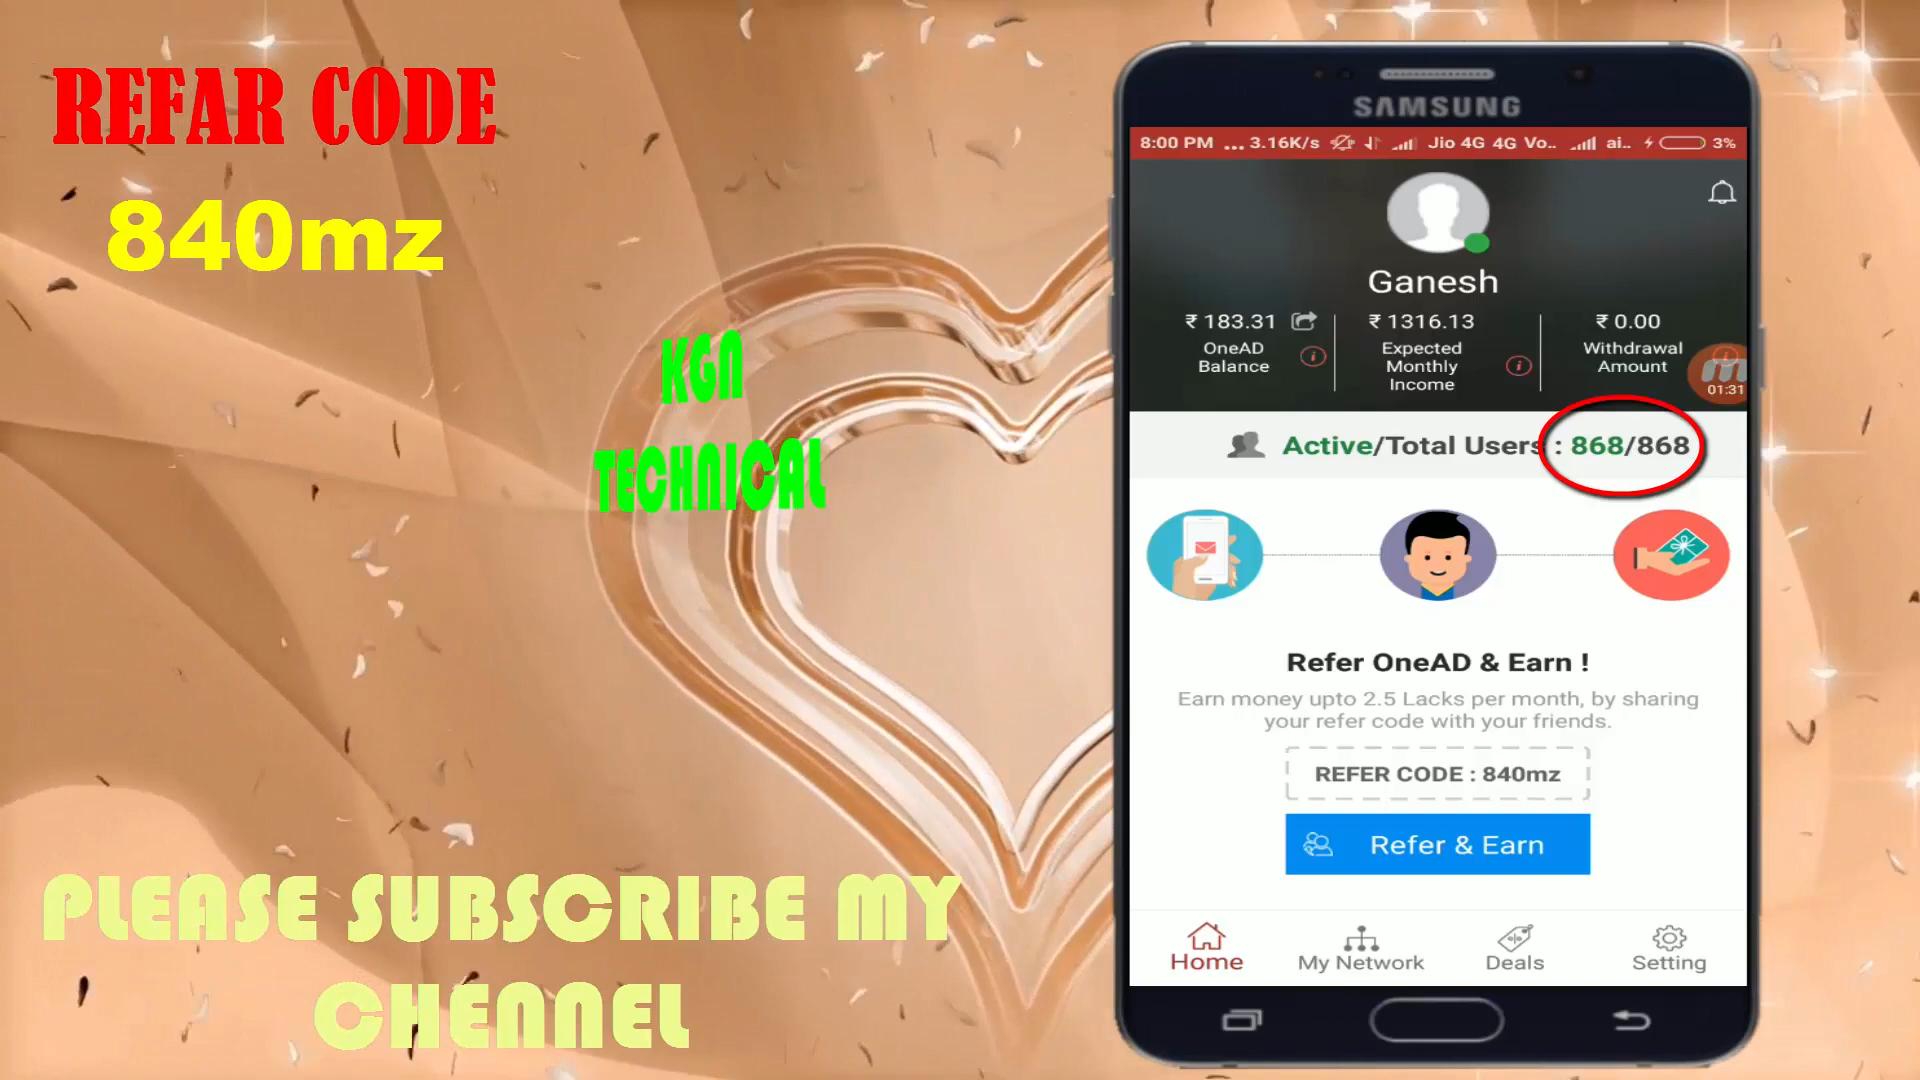 REFAR CODE
840mz
KGN
TECHNICAL
PLEASE SUBSCRIBE MY
CHENNEL
SAMSUNG
8:00 PM ... 3.16K/s Jio 4G 4G Vo.. ai.. 3%
Ganesh
₹ 183.31 ₹ 1316.13 ₹ 0.00
OneAD Balance
Expected Monthly Income
Withdrawal Amount
01:31
Active/Total Users : 868/868
Refer OneAD & Earn !
Earn money upto 2.5 Lacks per month, by sharing
your refer code with your friends.
REFER CODE : 840mz
Refer & Earn
Home My Network Deals Setting